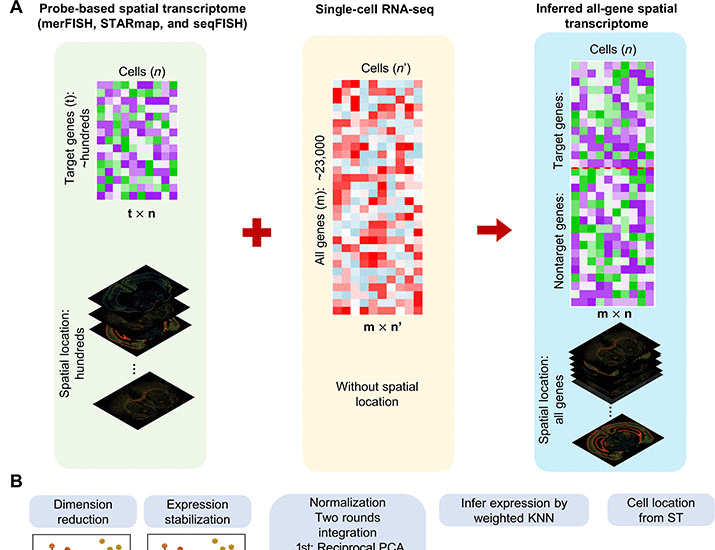 A
Probe-based spatial transcriptome
(merFISH, STARmap, and seqFISH)
Single-cell RNA-seq
Inferred all-gene spatial
transcriptome
Cells (n)
Target genes (t):
~hundreds
t × n
Spatial location:
hundreds
Cells (n’)
All genes (m): ~23,000
m × n’
Without spatial
location
Cells (n)
Target genes:
Nontarget genes:
m × n
Spatial location:
all genes
B
Dimension
reduction
Expression
stabilization
Normalization
Two rounds
integration
1st: Reciprocal PCA
Infer expression by
weighted KNN
Cell location
from ST